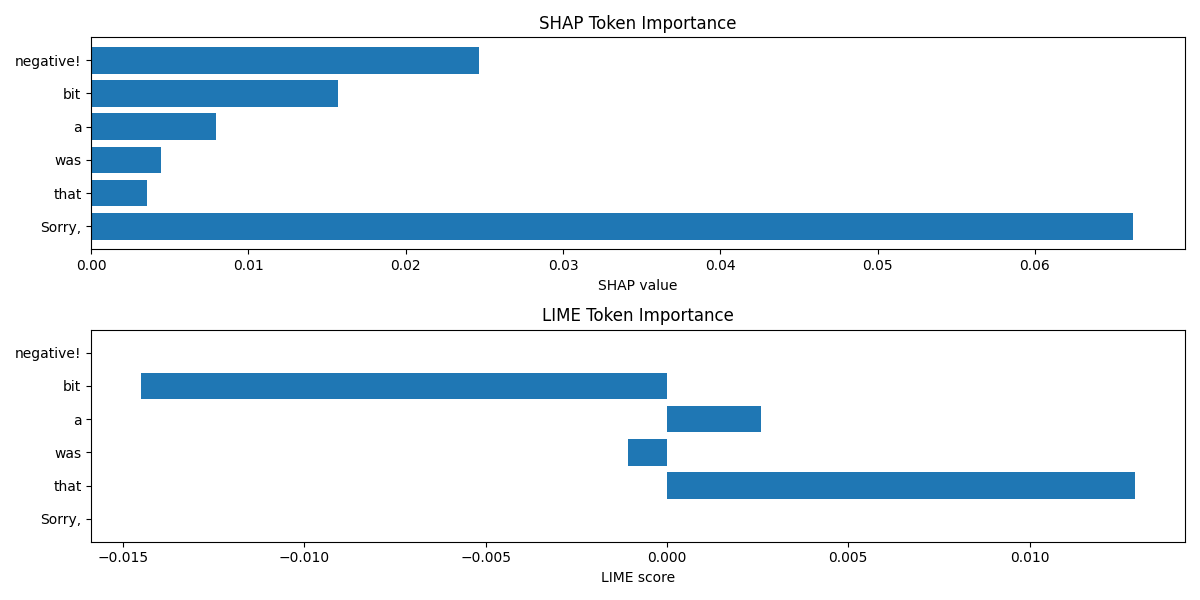 SHAP Token Importance
negative!
bit
a
was
that
Sorry,
0.00 0.01 0.02 0.03 0.04 0.05 0.06
SHAP value
LIME Token Importance
negative!
bit
a
was
that
Sorry,
−0.015 −0.010 −0.005 0.000 0.005 0.010
LIME score